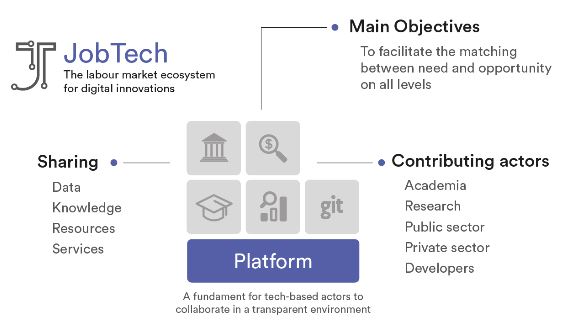 JobTech
The labour market ecosystem
for digital innovations
Main Objectives
To facilitate the matching
between need and opportunity
on all levels
Sharing
Data
Knowledge
Resources
Services
$
git
Contributing actors
Academia
Research
Public sector
Private sector
Developers
Platform
A fundament for tech-based actors to
collaborate in a transparent environment